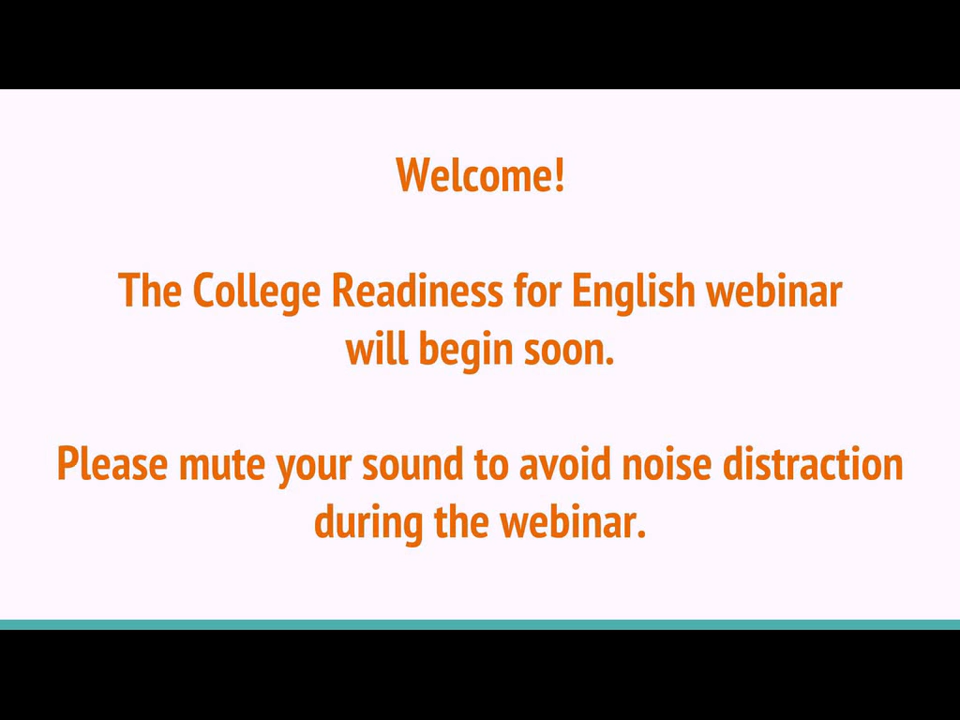 Welcome!
The College Readiness for English webinar
will begin soon.
Please mute your sound to avoid noise distraction
during the webinar.